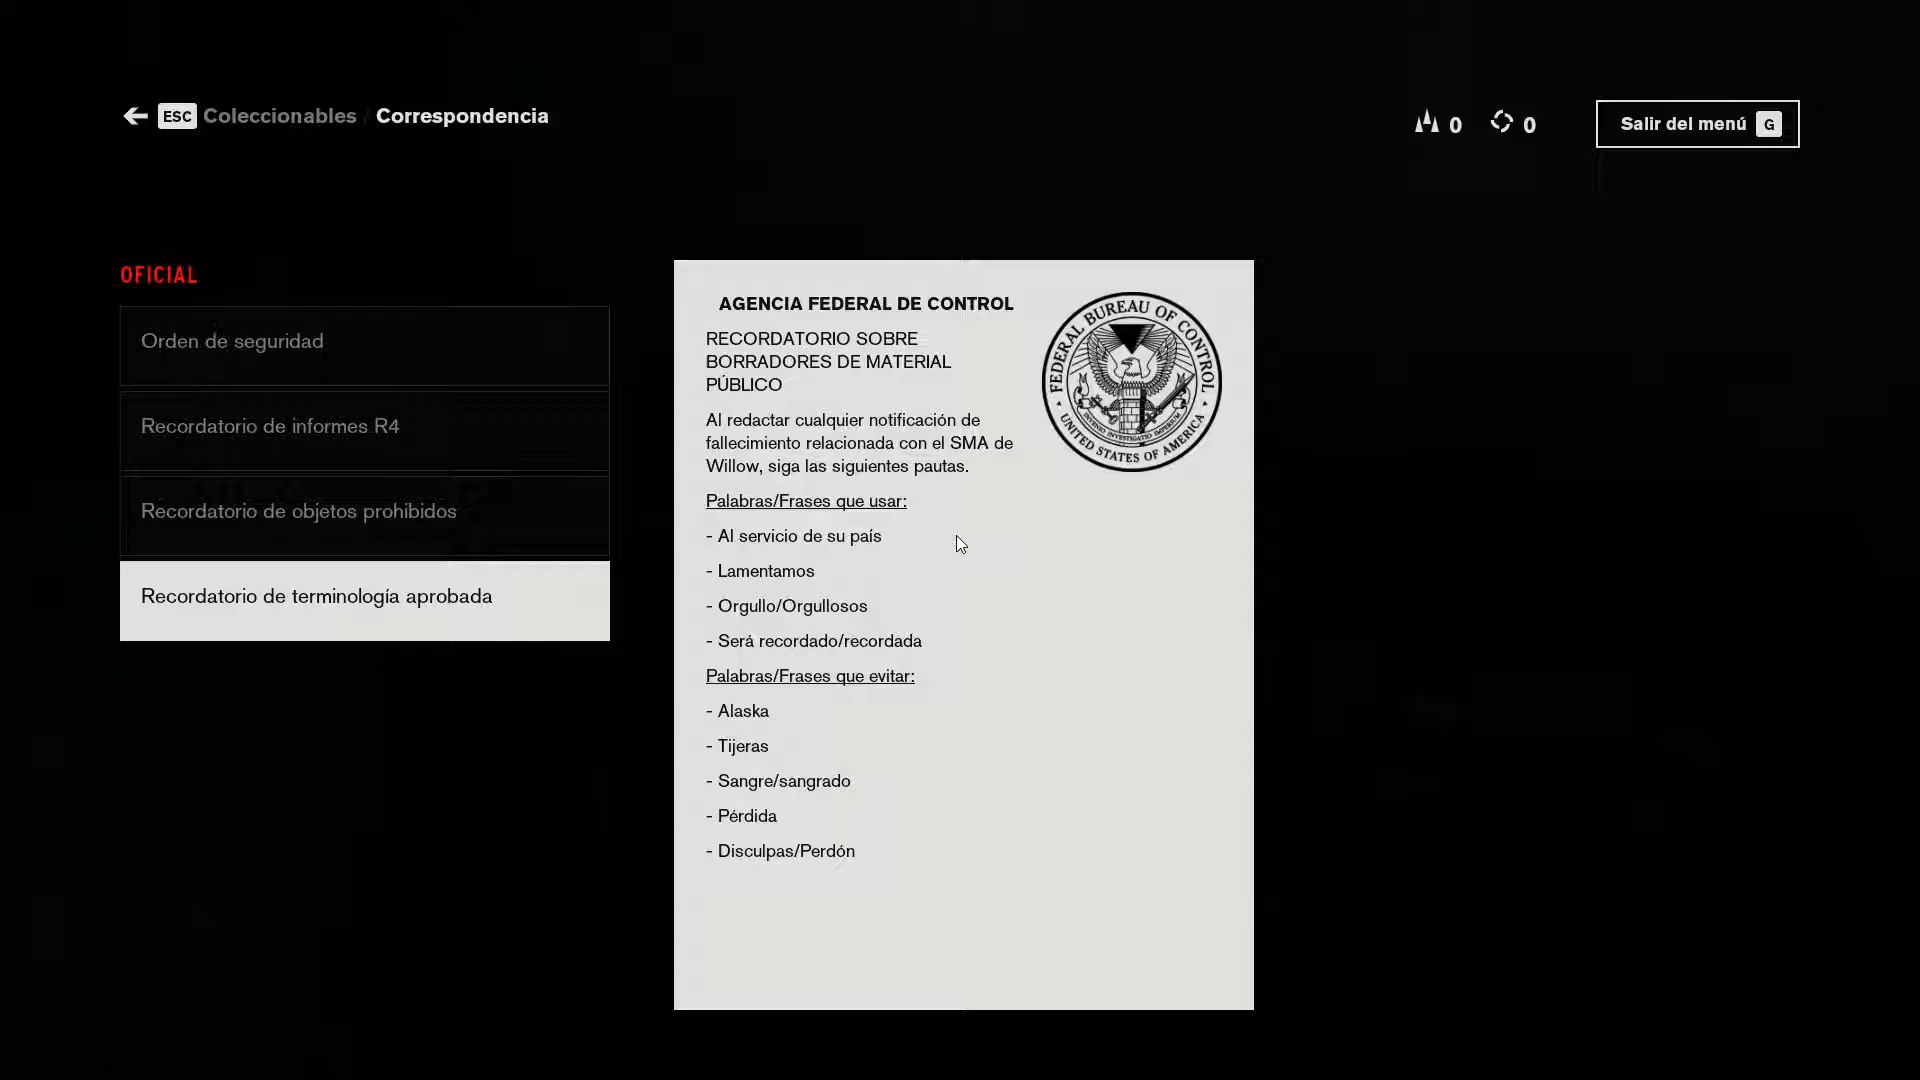 ESC Coleccionables / Correspondencia
0 0
Salir del menú G
OFICIAL
Orden de seguridad
Recordatorio de informes R4
Recordatorio de objetos prohibidos
Recordatorio de terminología aprobada
AGENCIA FEDERAL DE CONTROL
RECORDATORIO SOBRE
BORRADORES DE MATERIAL
PÚBLICO
Al redactar cualquier notificación de
fallecimiento relacionada con el SMA de
Willow, siga las siguientes pautas.
Palabras/Frases que usar:
- Al servicio de su país
- Lamentamos
- Orgullo/Orgullosos
- Será recordado/recordada
Palabras/Frases que evitar:
- Alaska
- Tijeras
- Sangre/sangrado
- Pérdida
- Disculpas/Perdón
FEDERAL BUREAU OF CONTROL
INVENIO INVESTIGATIO IMPERIUM
UNITED STATES OF AMERICA